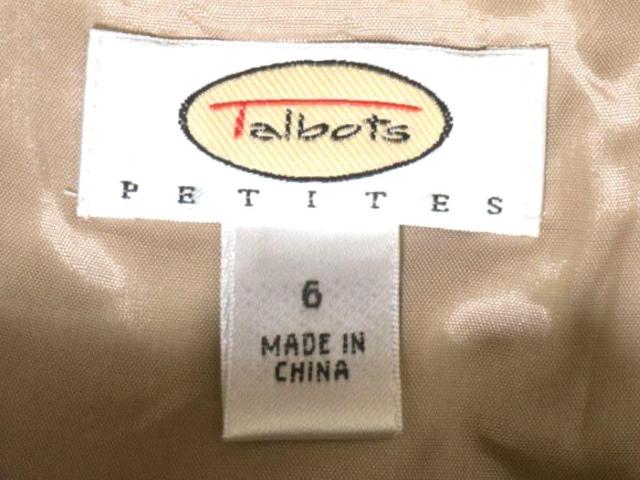 Talbots
PETITES
6
MADE IN
CHINA